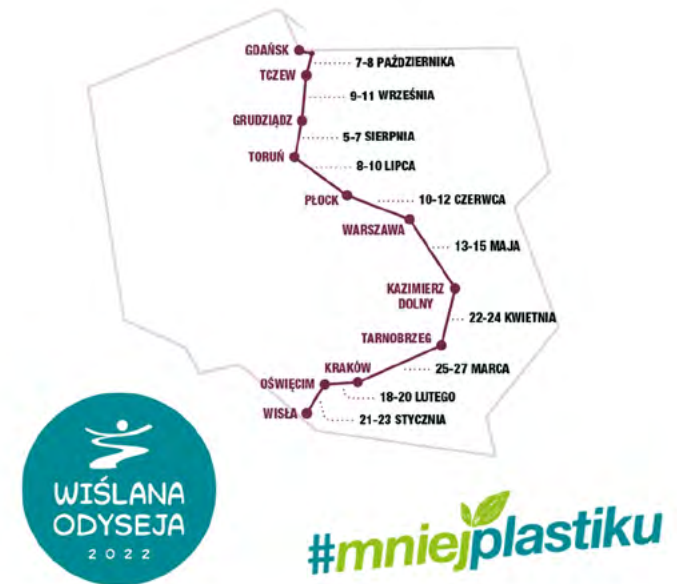 GDAŃSK
7-8 PAŹDZIERNIKA
TCZEW
9-11 WRZEŚNIA
GRUDZIĄDZ
5-7 SIERPNIA
TORUŃ
8-10 LIPCA
PŁOCK
10-12 CZERWCA
WARSZAWA
13-15 MAJA
KAZIMIERZ
DOLNY
22-24 KWIETNIA
TARNOBRZEG
25-27 MARCA
KRAKÓW
OŚWIĘCIM
18-20 LUTEGO
WISŁA
21-23 STYCZNIA
WIŚLANA
ODYSEJA
2022
#mniejplastiku